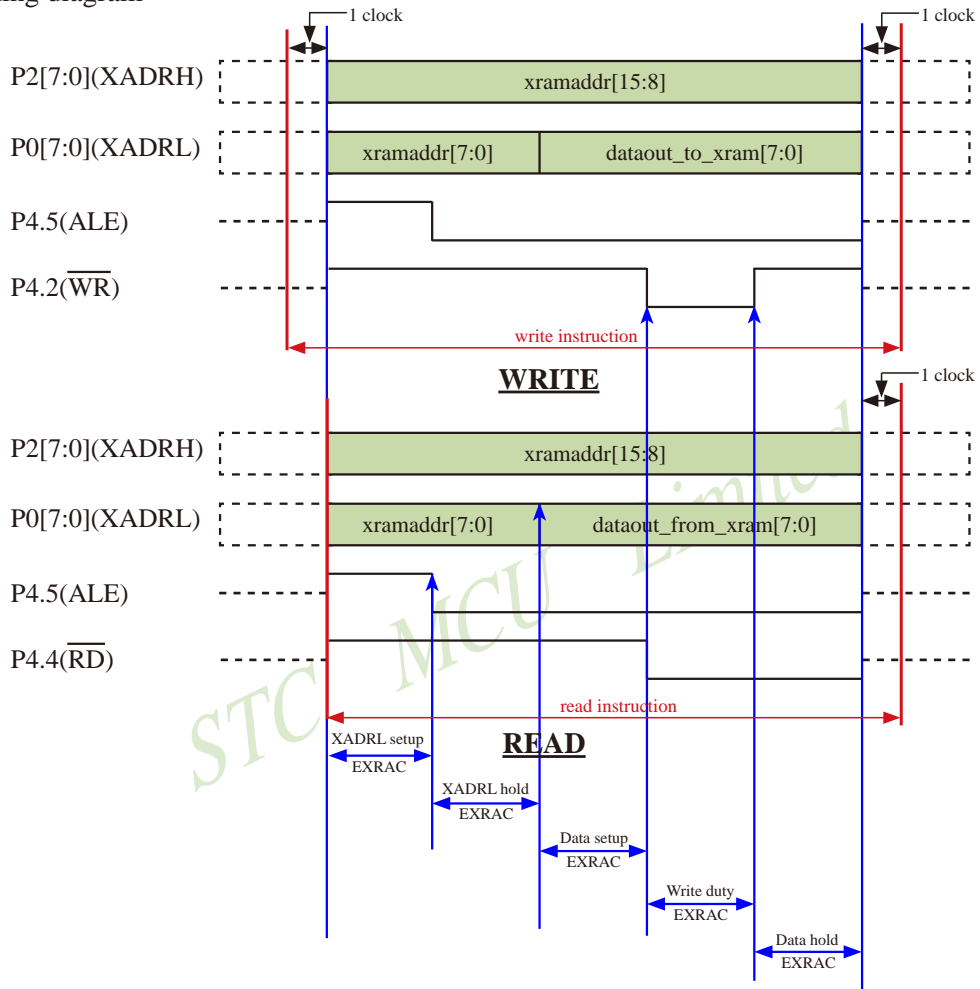 ing diagram
1 clock
1 clock
P2[7:0](XADRH)
xramaddr[15:8]
P0[7:0](XADRL)
xramaddr[7:0]
dataout_to_xram[7:0]
P4.5(ALE)
P4.2(W̅R̅)
write instruction
WRITE
1 clock
P2[7:0](XADRH)
xramaddr[15:8]
P0[7:0](XADRL)
xramaddr[7:0]
dataout_from_xram[7:0]
P4.5(ALE)
P4.4(R̅D̅)
read instruction
READ
STC MCU Limited
XADRL setup
EXRAC
XADRL hold
EXRAC
Data setup
EXRAC
Write duty
EXRAC
Data hold
EXRAC